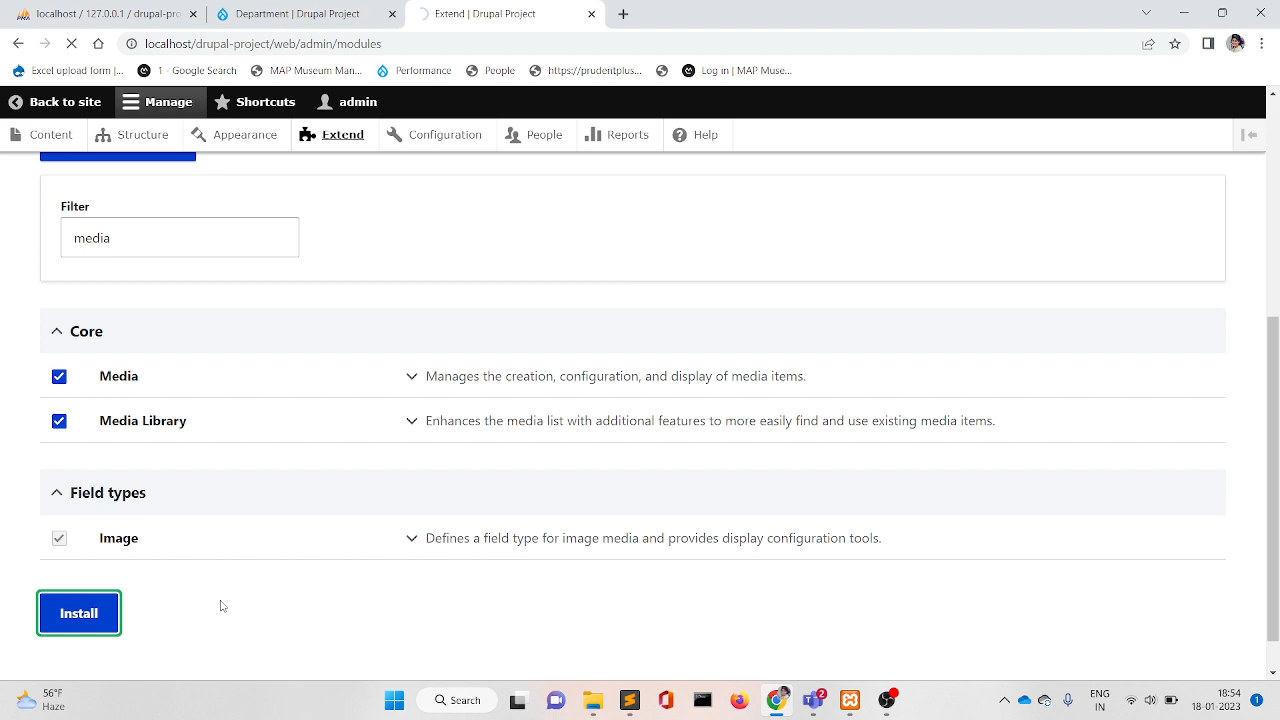 localhost / 127.0.0.1 / drupal-pro
Department | Drupal Project
Extend | Drupal Project
localhost/drupal-project/web/admin/modules
Excel upload form |...
1 - Google Search
MAP Museum Man...
Performance
People
https://prudentplus...
Log in | MAP Muse...
Back to site
Manage
Shortcuts
admin
Content
Structure
Appearance
Extend
Configuration
People
Reports
Help
Filter
media
Core
Media
Manages the creation, configuration, and display of media items.
Media Library
Enhances the media list with additional features to more easily find and use existing media items.
Field types
Image
Defines a field type for image media and provides display configuration tools.
Install
56°F
Haze
Search
2
ENG
IN
18:54
18-01-2023
1